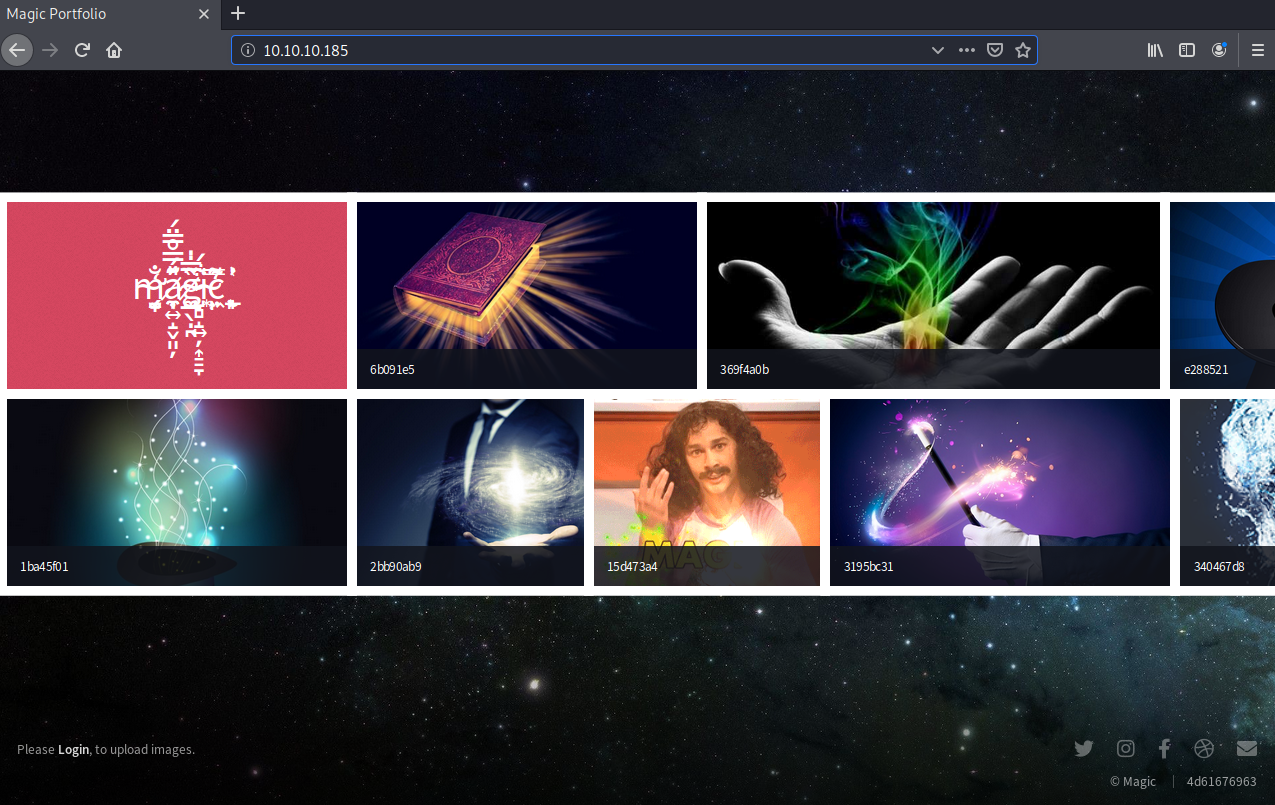 Magic Portfolio
10.10.10.185
magic
6b091e5
369f4a0b
e288521
1ba45f01
2bb90ab9
15d473a4
3195bc31
340467d8
Please Login, to upload images.
© Magic | 4d61676963